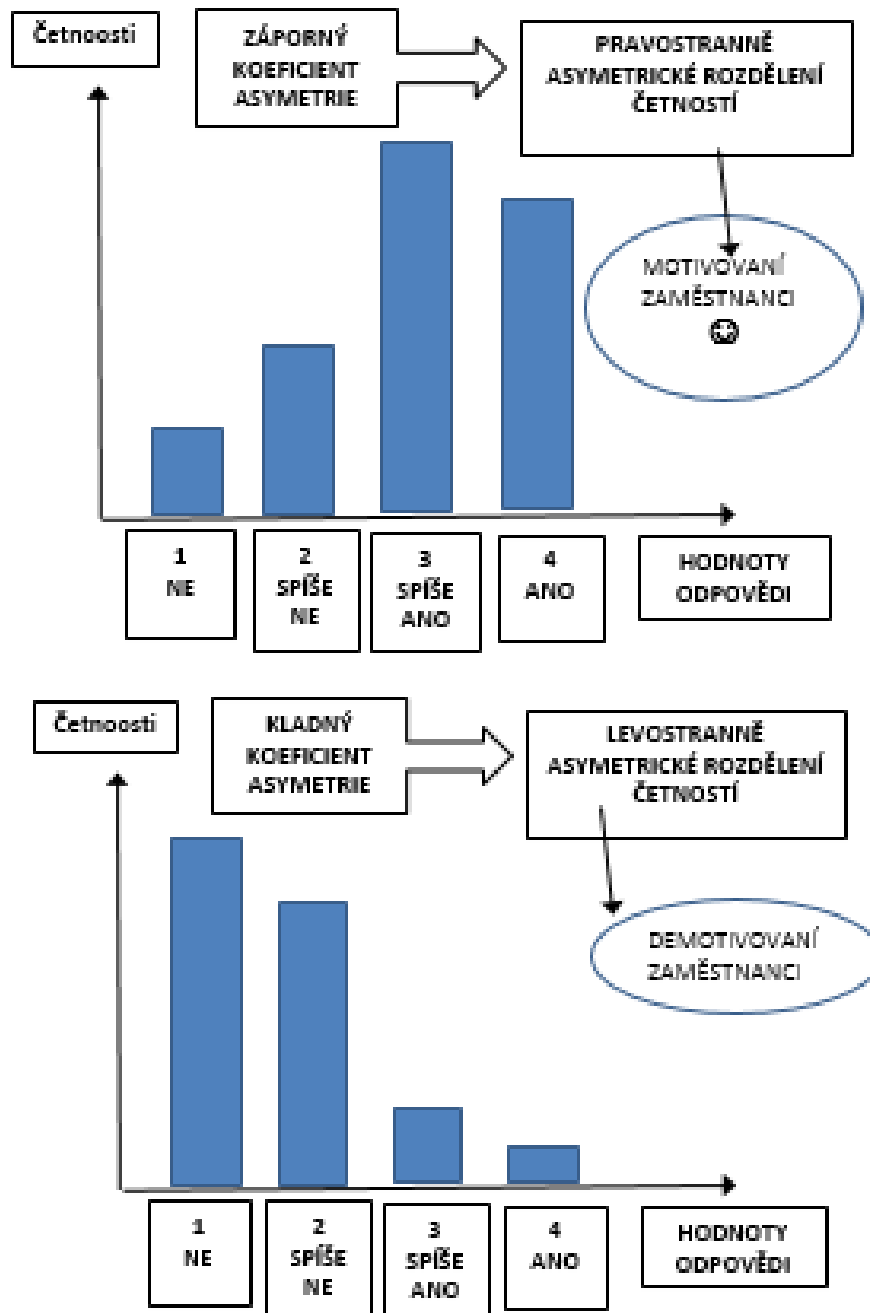 Četnoosti
ZÁPORNÝ
KOEFICIENT
ASYMETRIE
PRAVOSTRANNĚ
ASYMETRICKÉ ROZDĚLENÍ
ČETNOSTÍ
MOTIVOVANÍ
ZAMĚSTNANCI
1
NE
2
SPÍŠE
NE
3
SPÍŠE
ANO
4
ANO
HODNOTY
ODPOVĚDI
Četnoosti
KLADNÝ
KOEFICIENT
ASYMETRIE
LEVOSTRANNĚ
ASYMETRICKÉ ROZDĚLENÍ
ČETNOSTÍ
DEMOTIVOVANÍ
ZAMĚSTNANCI
1
NE
2
SPÍŠE
NE
3
SPÍŠE
ANO
4
ANO
HODNOTY
ODPOVĚDI